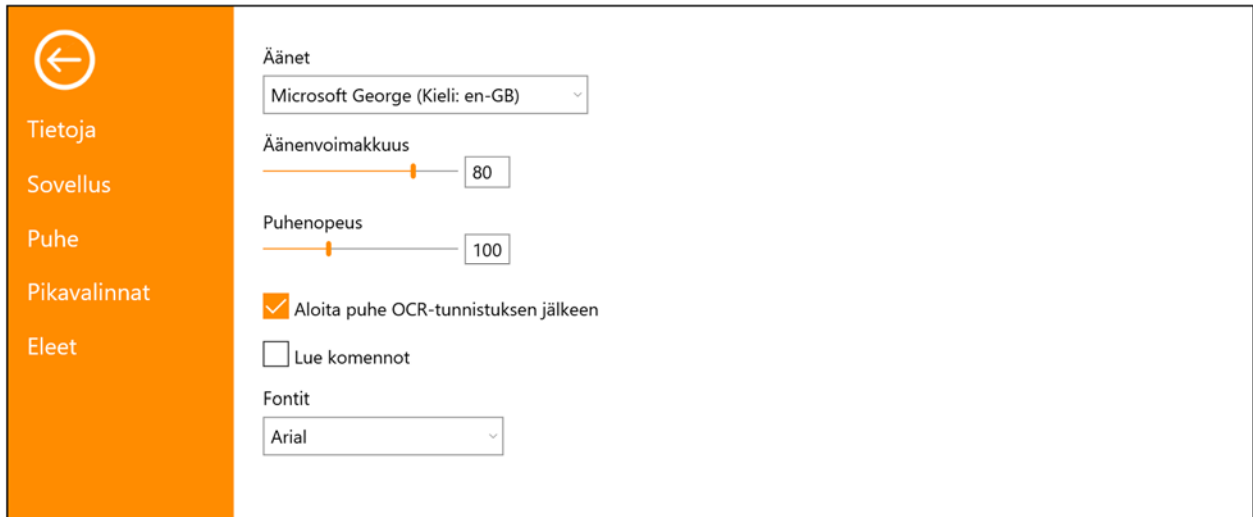 Tietoja
Sovellus
Puhe
Pikavalinnat
Eleet
Äänet
Microsoft George (Kieli: en-GB)
Äänenvoimakkuus
80
Puhenopeus
100
Aloita puhe OCR-tunnistuksen jälkeen
Lue komennot
Fontit
Arial